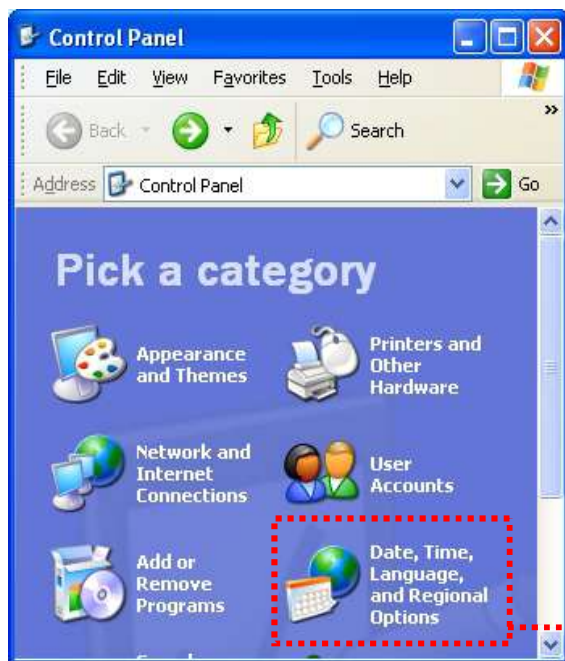 Control Panel
File Edit View Favorites Tools Help
Back Search »
Address Control Panel Go
Pick a category
Appearance
and Themes
Printers and
Other
Hardware
Network and
Internet
Connections
User
Accounts
Add or
Remove
Programs
Date, Time,
Language,
and Regional
Options